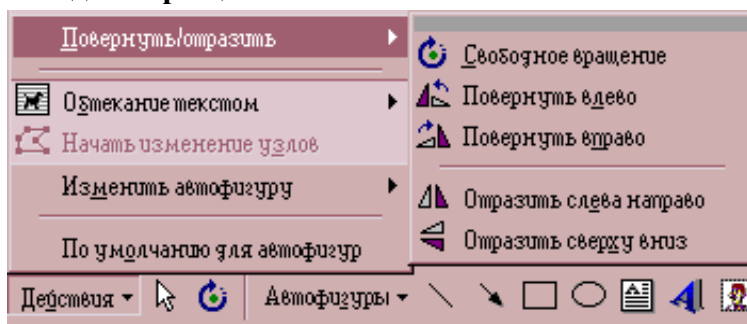 Повернуть/отразить
Обтекание текстом
Начать изменение узлов
Изменить автофигуру
По умолчанию для автофигур
Свободное вращение
Повернуть влево
Повернуть вправо
Отразить слева направо
Отразить сверху вниз
Действия
Автофигуры